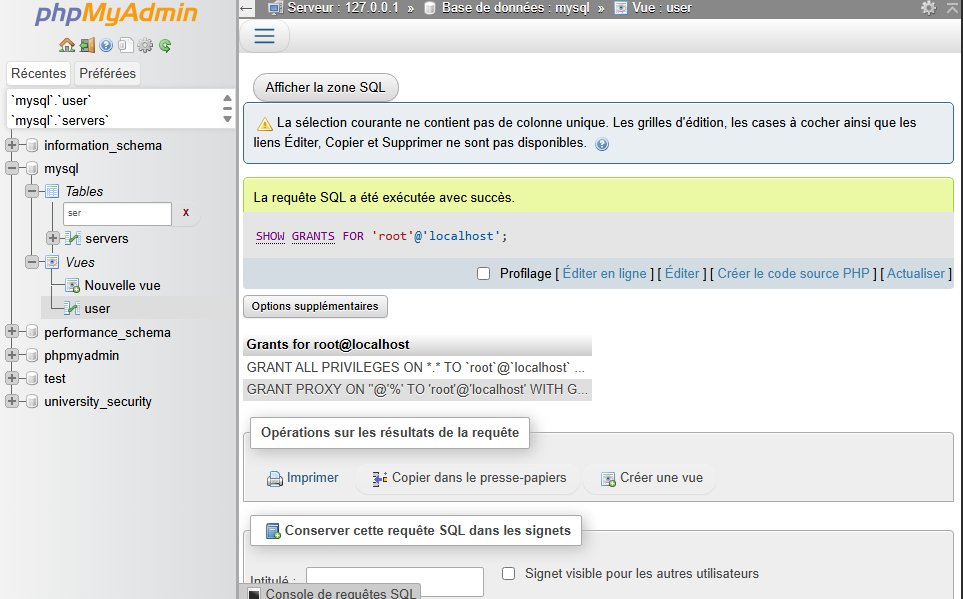 phpMyAdmin
Récentes Préférées
`mysql`.`user`
`mysql`.`servers`
information_schema
mysql
Tables
ser x
servers
Vues
Nouvelle vue
user
performance_schema
phpmyadmin
test
university_security
← Serveur : 127.0.0.1 » Base de données : mysql » Vue : user
Afficher la zone SQL
La sélection courante ne contient pas de colonne unique. Les grilles d'édition, les cases à cocher ainsi que les
liens Éditer, Copier et Supprimer ne sont pas disponibles.
La requête SQL a été exécutée avec succès.
SHOW GRANTS FOR 'root'@'localhost';
Profilage [ Éditer en ligne ] [ Éditer ] [ Créer le code source PHP ] [ Actualiser ]
Options supplémentaires
Grants for root@localhost
GRANT ALL PRIVILEGES ON *.* TO `root`@`localhost` ...
GRANT PROXY ON ''@'%' TO 'root'@'localhost' WITH G...
Opérations sur les résultats de la requête
Imprimer Copier dans le presse-papiers Créer une vue
Conserver cette requête SQL dans les signets
Intitulé : Signet visible pour les autres utilisateurs
Console de requêtes SQL